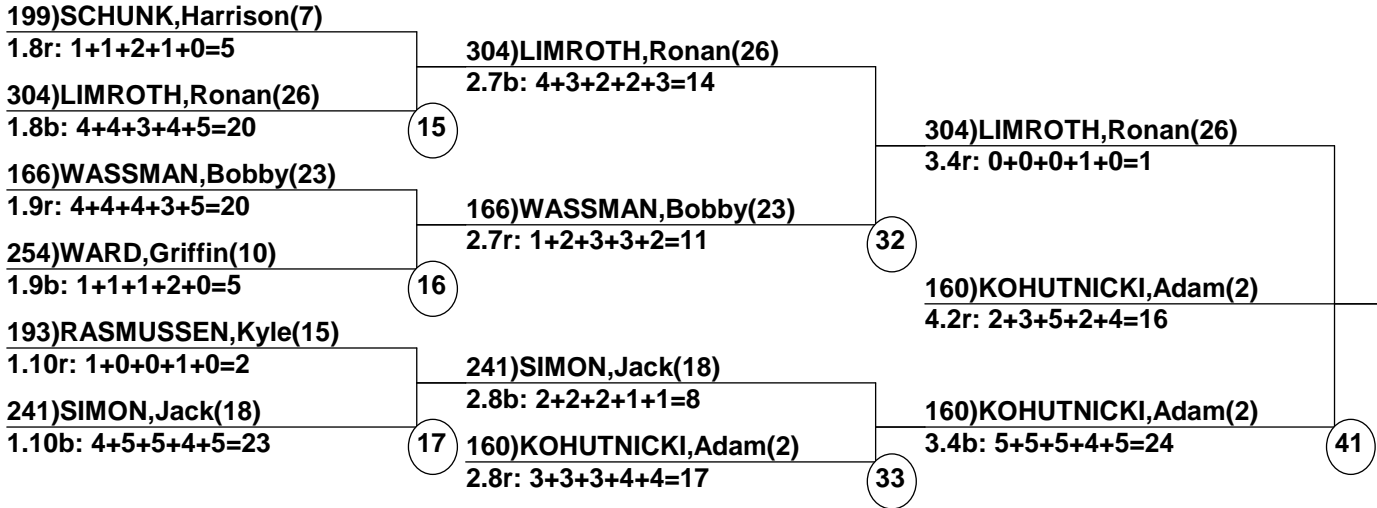 199)SCHUNK,Harrison(7)
1.8r: 1+1+2+1+0=5
304)LIMROTH,Ronan(26)
1.8b: 4+4+3+4+5=20
15
166)WASSMAN,Bobby(23)
1.9r: 4+4+4+3+5=20
254)WARD,Griffin(10)
1.9b: 1+1+1+2+0=5
16
193)RASMUSSEN,Kyle(15)
1.10r: 1+0+0+1+0=2
241)SIMON,Jack(18)
1.10b: 4+5+5+4+5=23
17
304)LIMROTH,Ronan(26)
2.7b: 4+3+2+2+3=14
166)WASSMAN,Bobby(23)
2.7r: 1+2+3+3+2=11
32
241)SIMON,Jack(18)
2.8b: 2+2+2+1+1=8
160)KOHUTNICKI,Adam(2)
2.8r: 3+3+3+4+4=17
33
304)LIMROTH,Ronan(26)
3.4r: 0+0+0+1+0=1
160)KOHUTNICKI,Adam(2)
4.2r: 2+3+5+2+4=16
160)KOHUTNICKI,Adam(2)
3.4b: 5+5+5+4+5=24
41